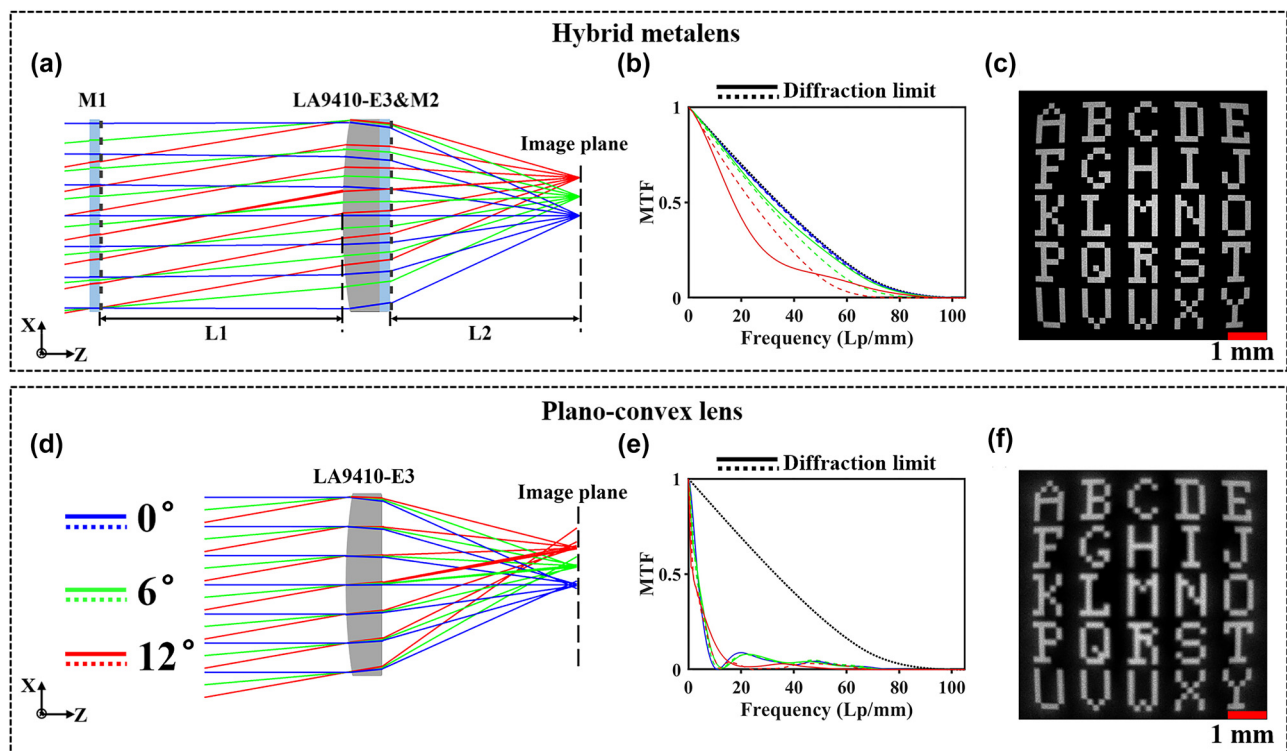 Hybrid metalens
(a)
M1
LA9410-E3&M2
Image plane
L1
L2
X
Z
(b)
Diffraction limit
1
0.5
0
MTF
0 20 40 60 80 100
Frequency (Lp/mm)
(c)
A B C D E
F G H I J
K L M N O
P Q R S T
U V W X Y
1 mm
Plano-convex lens
(d)
LA9410-E3
Image plane
0°
6°
12°
X
Z
(e)
Diffraction limit
1
0.5
0
MTF
0 20 40 60 80 100
Frequency (Lp/mm)
(f)
A B C D E
F G H I J
K L M N O
P Q R S T
U V W X Y
1 mm